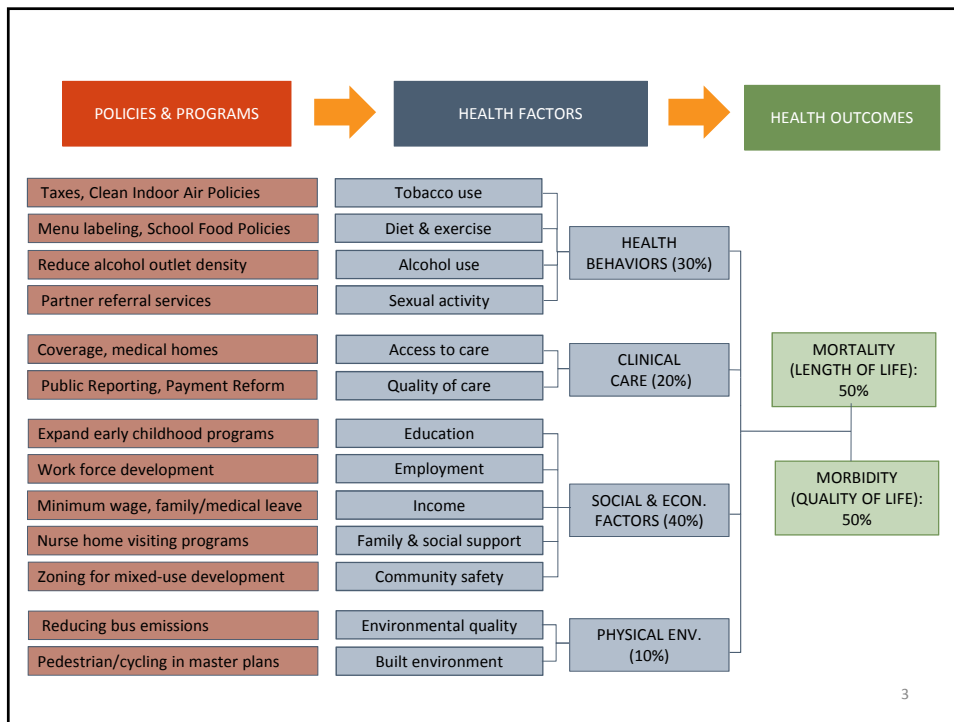 POLICIES & PROGRAMS
HEALTH FACTORS
HEALTH OUTCOMES
Taxes, Clean Indoor Air Policies
Menu labeling, School Food Policies
Reduce alcohol outlet density
Partner referral services
Coverage, medical homes
Public Reporting, Payment Reform
Expand early childhood programs
Work force development
Minimum wage, family/medical leave
Nurse home visiting programs
Zoning for mixed-use development
Reducing bus emissions
Pedestrian/cycling in master plans
Tobacco use
Diet & exercise
Alcohol use
Sexual activity
Access to care
Quality of care
Education
Employment
Income
Family & social support
Community safety
Environmental quality
Built environment
HEALTH
BEHAVIORS (30%)
CLINICAL
CARE (20%)
SOCIAL & ECON.
FACTORS (40%)
PHYSICAL ENV.
(10%)
MORTALITY
(LENGTH OF LIFE):
50%
MORBIDITY
(QUALITY OF LIFE):
50%
3